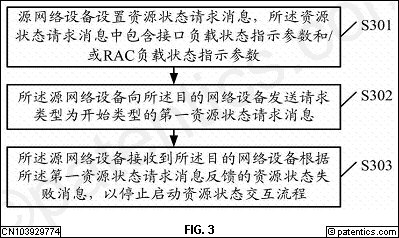 源网络设备设置资源状态请求消息，所述资源
状态请求消息中包含接口负载状态指示参数和/
或RAC负载状态指示参数
S301
所述源网络设备向所述目的网络设备发送请求
类型为开始类型的第一资源状态请求消息
S302
所述源网络设备接收到所述目的网络设备根据
所述第一资源状态请求消息反馈的资源状态失
败消息，以停止启动资源状态交互流程
S303
CN103929774
FIG. 3
© patentics.com